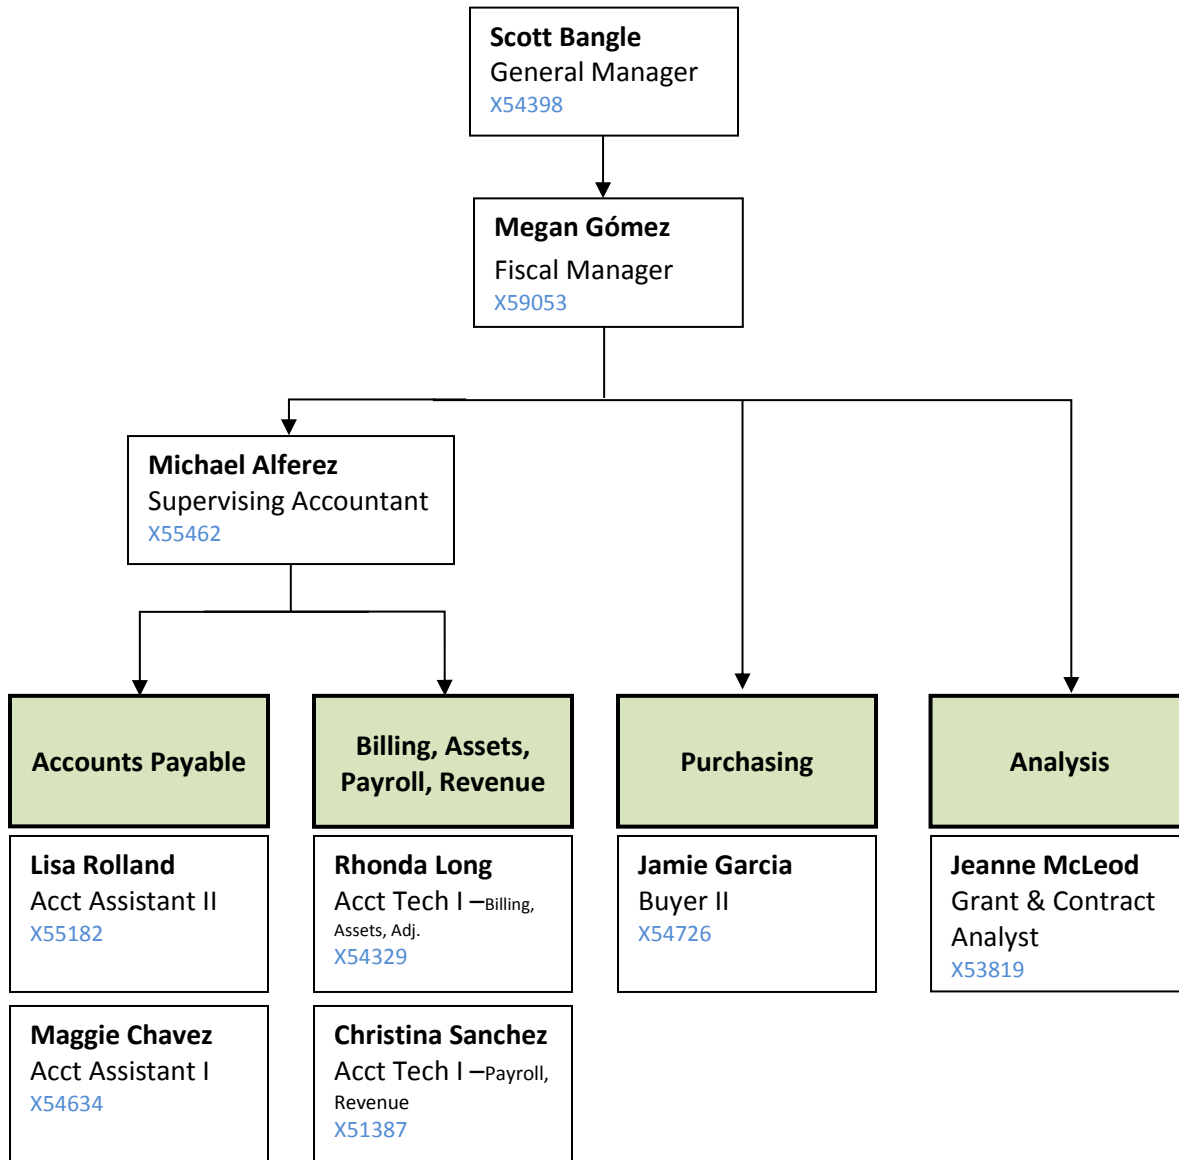 Scott Bangle
General Manager
X54398
Megan Gómez
Fiscal Manager
X59053
Michael Alferez
Supervising Accountant
X55462
Accounts Payable
Billing, Assets,
Payroll, Revenue
Purchasing
Analysis
Lisa Rolland
Acct Assistant II
X55182
Rhonda Long
Acct Tech I –Billing,
Assets, Adj.
X54329
Jamie Garcia
Buyer II
X54726
Jeanne McLeod
Grant & Contract
Analyst
X53819
Maggie Chavez
Acct Assistant I
X54634
Christina Sanchez
Acct Tech I –Payroll,
Revenue
X51387